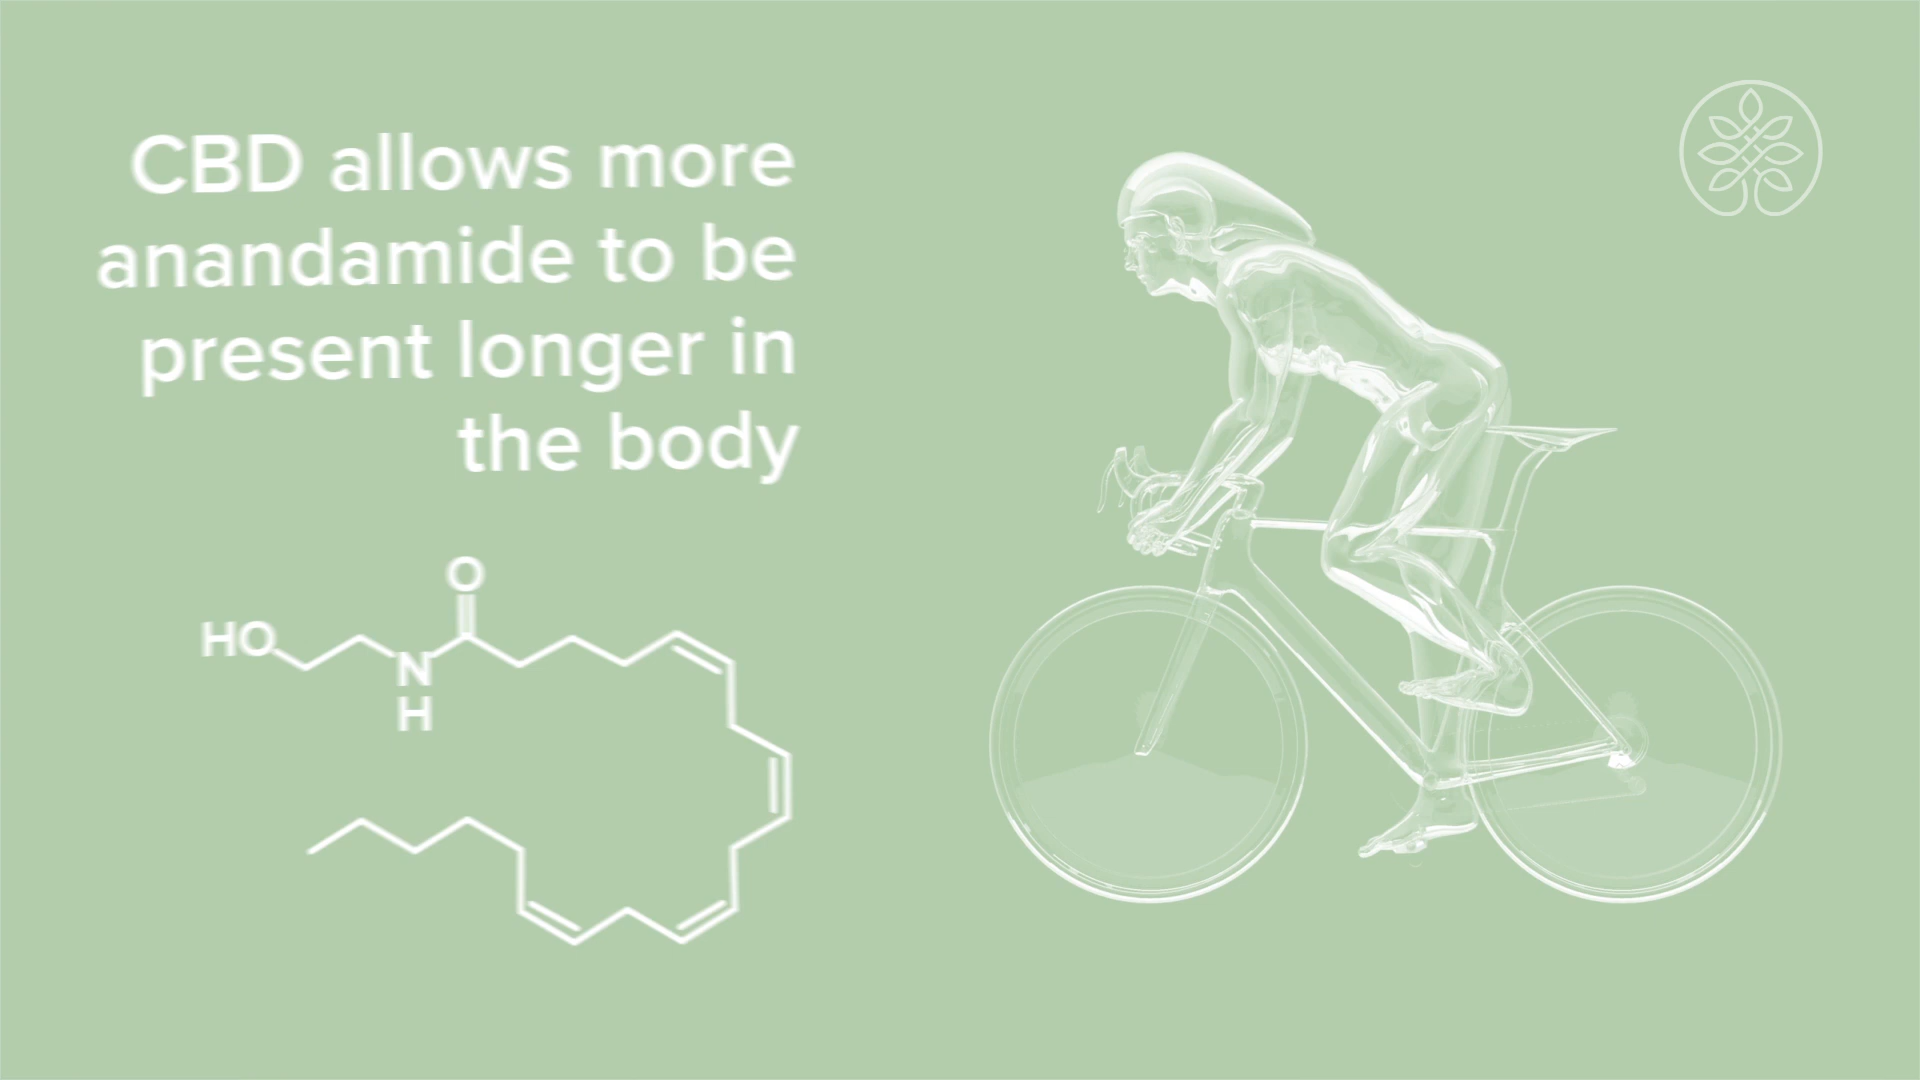 CBD allows more
anandamide to be
present longer in
the body
O
HO
N
H